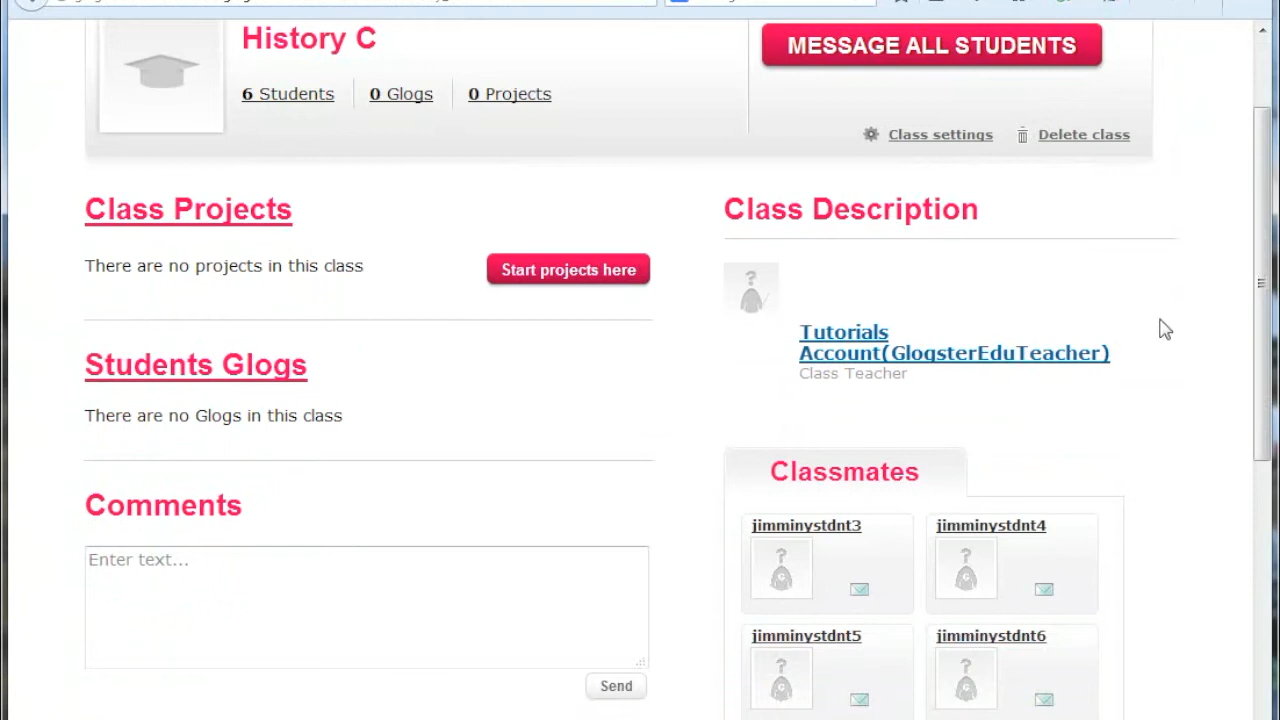 History C
MESSAGE ALL STUDENTS
6 Students
0 Glogs
0 Projects
Class settings
Delete class
Class Projects
There are no projects in this class
Start projects here
Students Glogs
There are no Glogs in this class
Comments
Enter text...
Send
Class Description
Tutorials
Account(GlogsterEduTeacher)
Class Teacher
Classmates
jimminystdnt3
jimminystdnt4
jimminystdnt5
jimminystdnt6